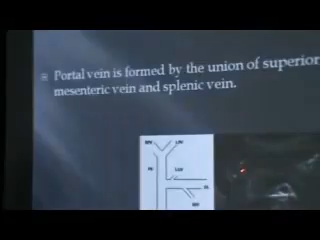 Portal vein is formed by the union of superior
mesenteric vein and splenic vein.